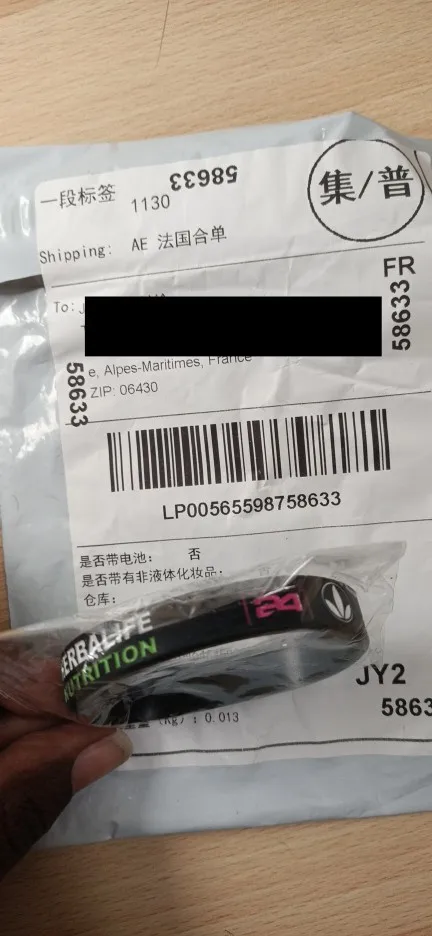 58633
一段标签
1130
集/普
Shipping: AE 法国合单
FR
58633
To:
e, Alpes-Maritimes, France
ZIP: 06430
58633
LP00565598758633
是否带电池: 否
是否带有非液体化妆品:
仓库:
24
HERBALIFE
NUTRITION
JY2
(Kg): 0.013
5863